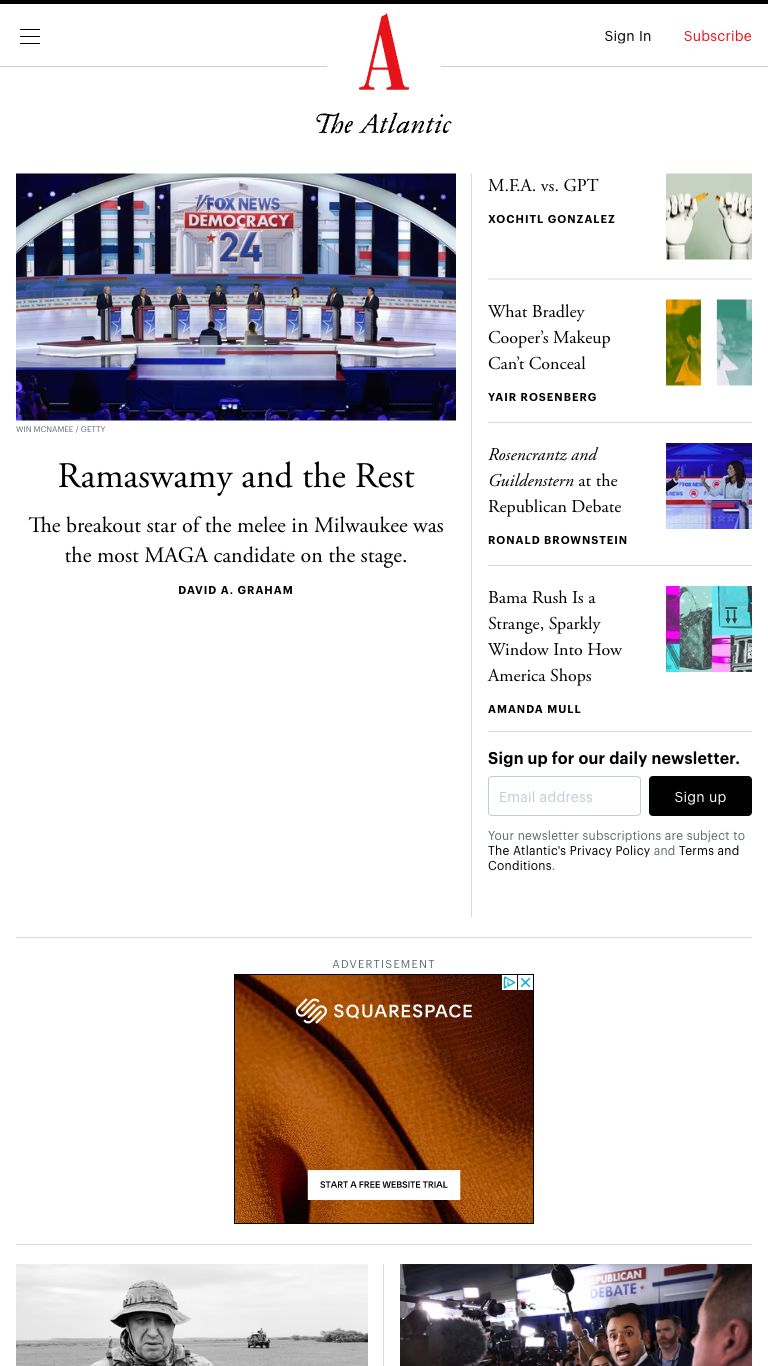 Sign In
Subscribe
A
The Atlantic
FOX NEWS
DEMOCRACY
24
WIN MCNAMEE / GETTY
Ramaswamy and the Rest
The breakout star of the melee in Milwaukee was
the most MAGA candidate on the stage.
DAVID A. GRAHAM
M.F.A. vs. GPT
XOCHITL GONZALEZ
What Bradley
Cooper’s Makeup
Can’t Conceal
YAIR ROSENBERG
Rosencrantz and
Guildenstern at the
Republican Debate
RONALD BROWNSTEIN
Bama Rush Is a
Strange, Sparkly
Window Into How
America Shops
AMANDA MULL
Sign up for our daily newsletter.
Email address
Sign up
Your newsletter subscriptions are subject to
The Atlantic's Privacy Policy and Terms and
Conditions.
ADVERTISEMENT
SQUARESPACE
START A FREE WEBSITE TRIAL
DEBATE